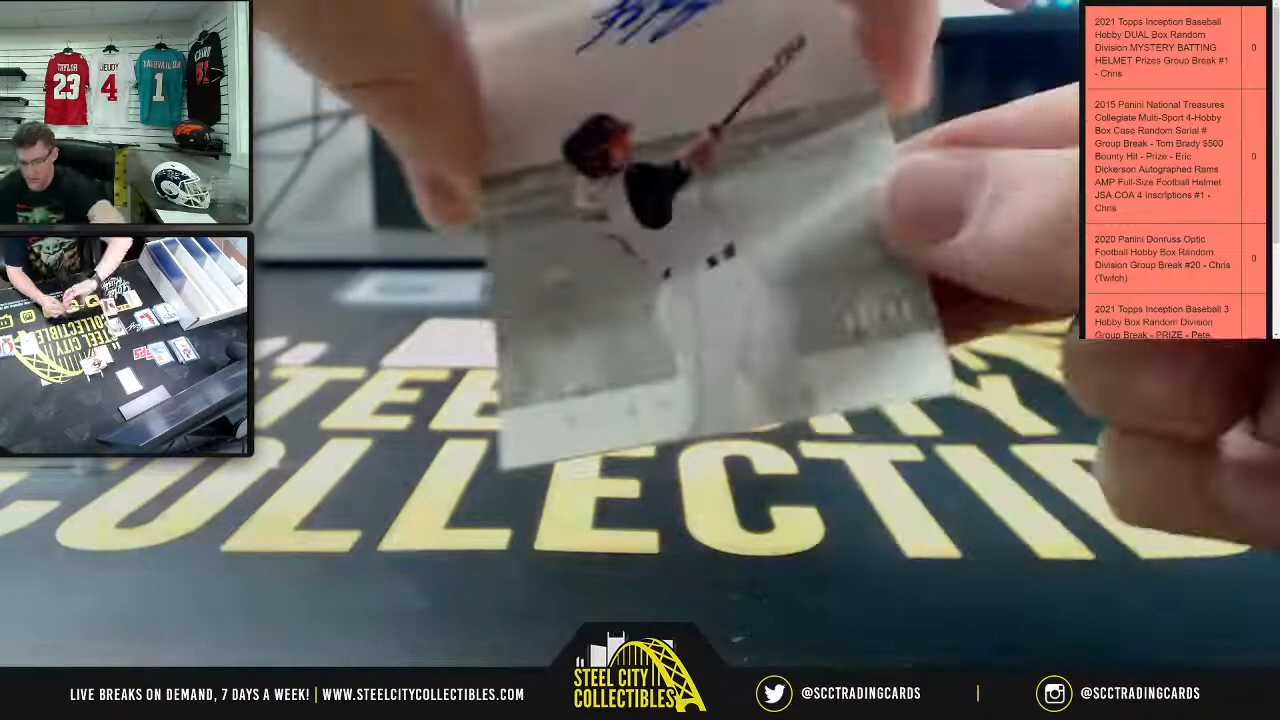 TAYLOR
23
JEUDY
4
TAGOVAILOA
1
2021 Topps Inception Baseball
Hobby DUAL Box Random
Division MYSTERY BATTING
HELMET Prizes Group Break #1
- Chris
0
2015 Panini National Treasures
Collegiate Multi-Sport 4-Hobby
Box Case Random Serial #
Group Break - Tom Brady $500
Bounty Hit - Prize - Eric
Dickerson Autographed Rams
AMP Full-Size Football Helmet
JSA COA 4 Inscriptions #1 -
Chris
0
2020 Panini Donruss Optic
Football Hobby Box Random
Division Group Break #20 - Chris
(Twitch)
0
2021 Topps Inception Baseball 3
Hobby Box Random Division
Group Break - PRIZE - Pete
STEEL CITY
COLLECTIB
LIVE BREAKS ON DEMAND, 7 DAYS A WEEK! | WWW.STEELCITYCOLLECTIBLES.COM
STEEL CITY
COLLECTIBLES
@SCCTRADINGCARDS
@SCCTRADINGCARDS